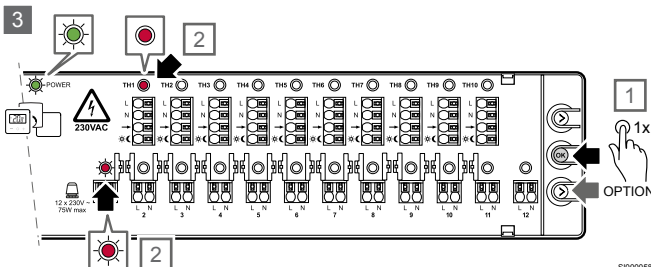 3
2
POWER
TH1 TH2 TH3 TH4 TH5 TH6 TH7 TH8 TH9 TH10
L
N
230VAC
1
1x
OK
OPTION
12 x 230V ~
75W max
L N L N L N L N L N L N L N L N L N L N L N
2 3 4 5 6 7 8 9 10 11 12
2